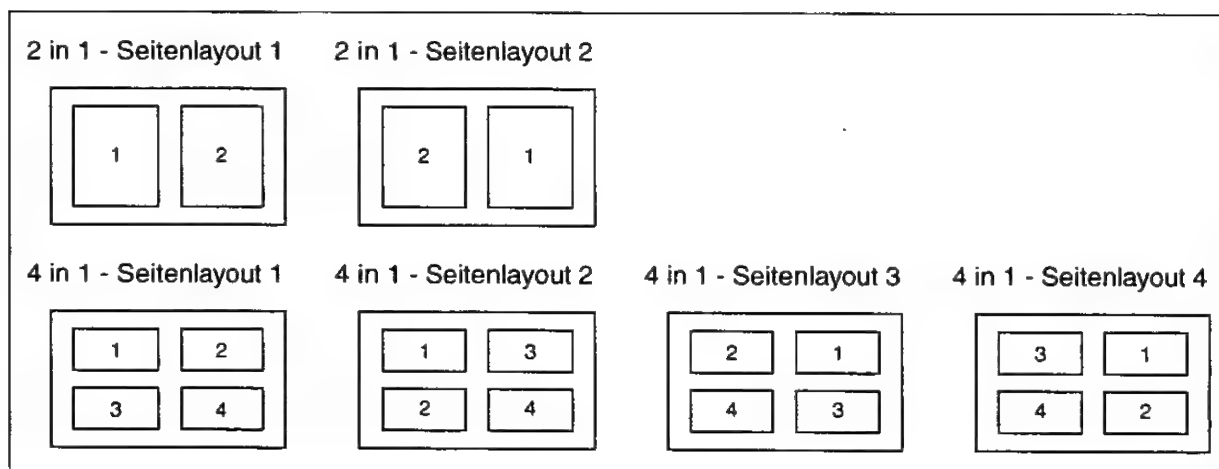 2 in 1 - Seitenlayout 1 2 in 1 - Seitenlayout 2
1 2 2 1
4 in 1 - Seitenlayout 1 4 in 1 - Seitenlayout 2 4 in 1 - Seitenlayout 3 4 in 1 - Seitenlayout 4
1 2 1 3 2 1 3 1
3 4 2 4 4 3 4 2